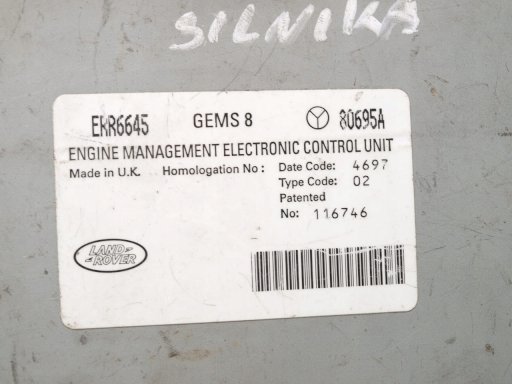 SILNIKA
ERR6645 GEMS 8 80695A
ENGINE MANAGEMENT ELECTRONIC CONTROL UNIT
Made in U.K. Homologation No: Date Code: 4697
Type Code: 02
Patented
No: 116746
LAND
ROVER